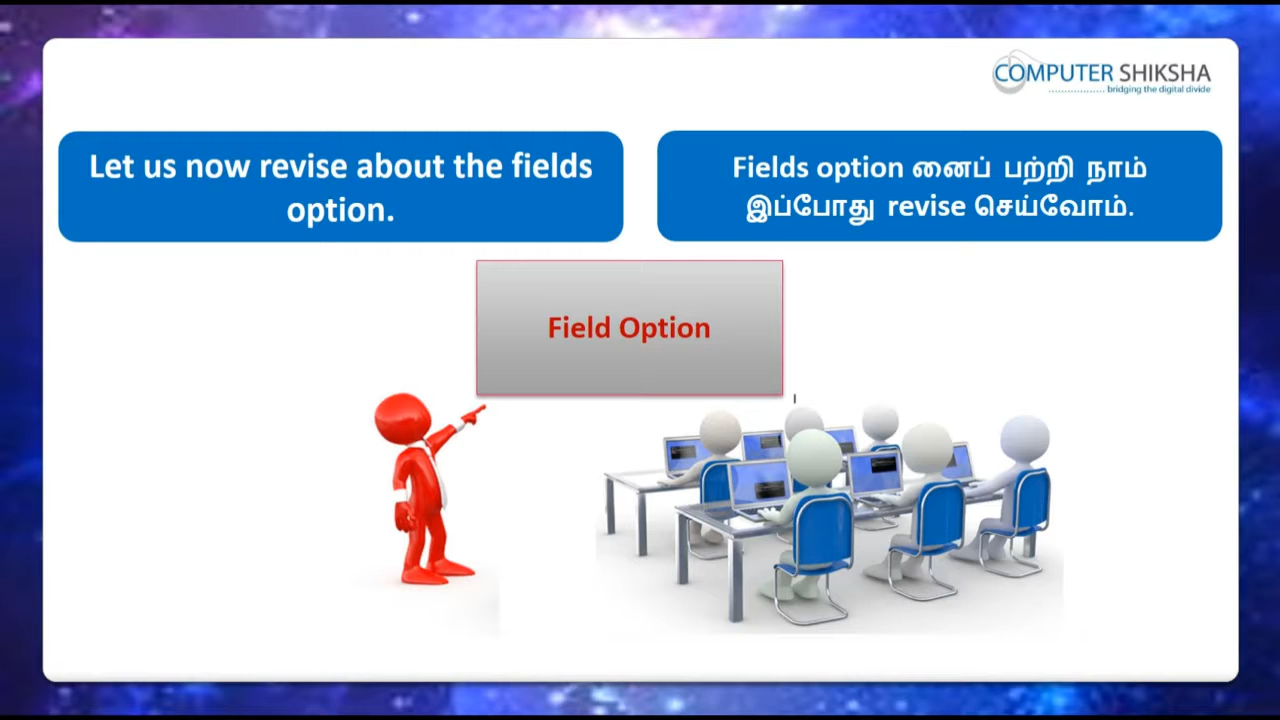 COMPUTER SHIKSHA
bridging the digital divide
Let us now revise about the fields
option.
Fields option னைப் பற்றி நாம்
இப்போது revise செய்வோம்.
Field Option